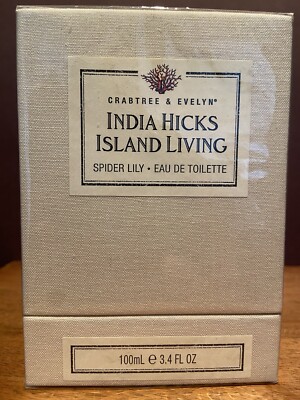 CRABTREE & EVELYN®
INDIA HICKS
ISLAND LIVING
SPIDER LILY • EAU DE TOILETTE
100mL ℮ 3.4 FL OZ